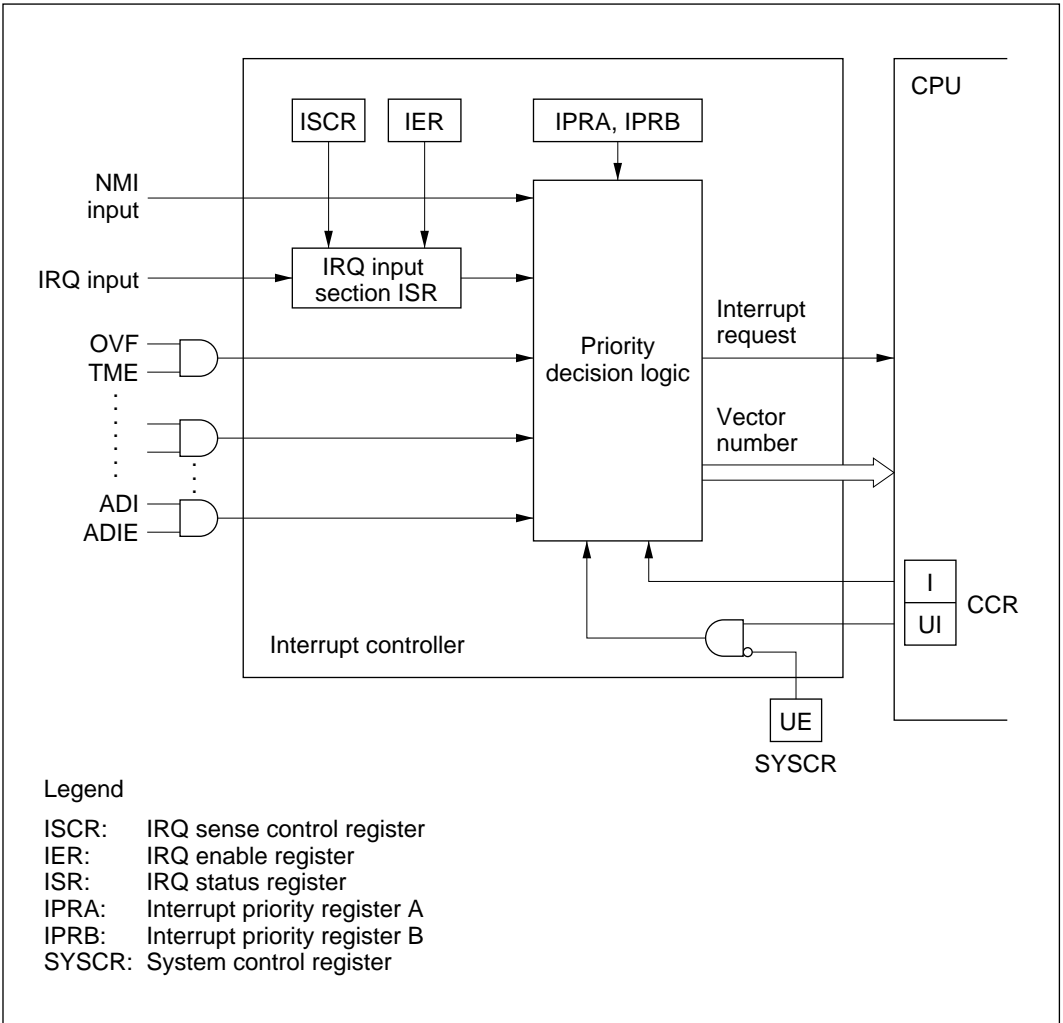 CPU
ISCR
IER
IPRA, IPRB
NMI
input
IRQ input
IRQ input
section ISR
OVF
TME
Priority
decision logic
Interrupt
request
Vector
number
ADI
ADIE
I
UI
CCR
Interrupt controller
UE
SYSCR
Legend
ISCR: IRQ sense control register
IER: IRQ enable register
ISR: IRQ status register
IPRA: Interrupt priority register A
IPRB: Interrupt priority register B
SYSCR: System control register